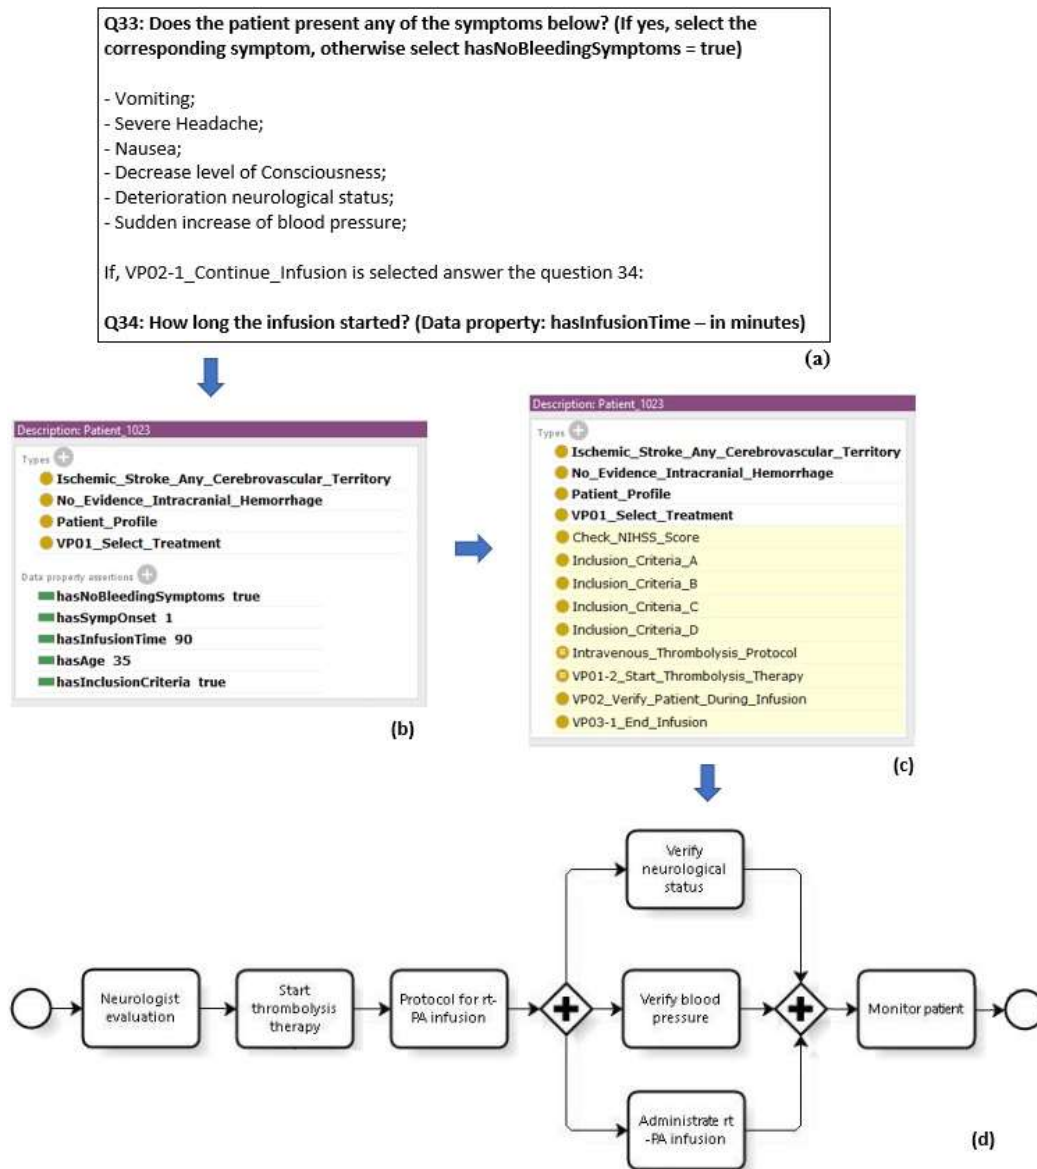 Q33: Does the patient present any of the symptoms below? (If yes, select the
corresponding symptom, otherwise select hasNoBleedingSymptoms = true)
- Vomiting;
- Severe Headache;
- Nausea;
- Decrease level of Consciousness;
- Deterioration neurological status;
- Sudden increase of blood pressure;
If, VP02-1_Continue_Infusion is selected answer the question 34:
Q34: How long the infusion started? (Data property: hasInfusionTime – in minutes)
(a)
Description: Patient_1023
Types
Ischemic_Stroke_Any_Cerebrovascular_Territory
No_Evidence_Intracranial_Hemorrhage
Patient_Profile
VP01_Select_Treatment
Data property assertions
hasNoBleedingSymptoms true
hasSympOnset 1
hasInfusionTime 90
hasAge 35
hasInclusionCriteria true
(b)
Description: Patient_1023
Types
Ischemic_Stroke_Any_Cerebrovascular_Territory
No_Evidence_Intracranial_Hemorrhage
Patient_Profile
VP01_Select_Treatment
Check_NIHSS_Score
Inclusion_Criteria_A
Inclusion_Criteria_B
Inclusion_Criteria_C
Inclusion_Criteria_D
Intravenous_Thrombolysis_Protocol
VP01-2_Start_Thrombolysis_Therapy
VP02_Verify_Patient_During_Infusion
VP03-1_End_Infusion
(c)
Neurologist
evaluation
Start
thrombolysis
therapy
Protocol for rt-
PA infusion
Verify
neurological
status
Verify blood
pressure
Administrate rt
-PA infusion
Monitor patient
(d)